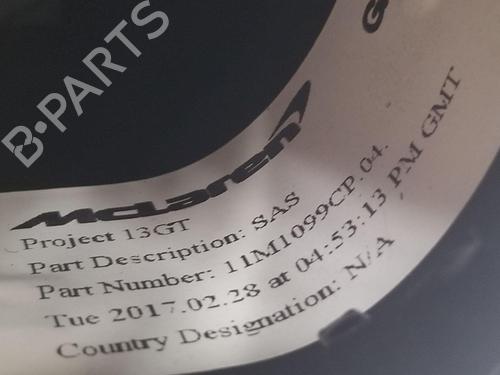 B-PARTS
McLaren
Project 13GT
Part Description: SAS
Part Number: 11M1099CP.04.
Tue 2017.02.28 at 04:53:13 PM GMT
Country Designation: N/A